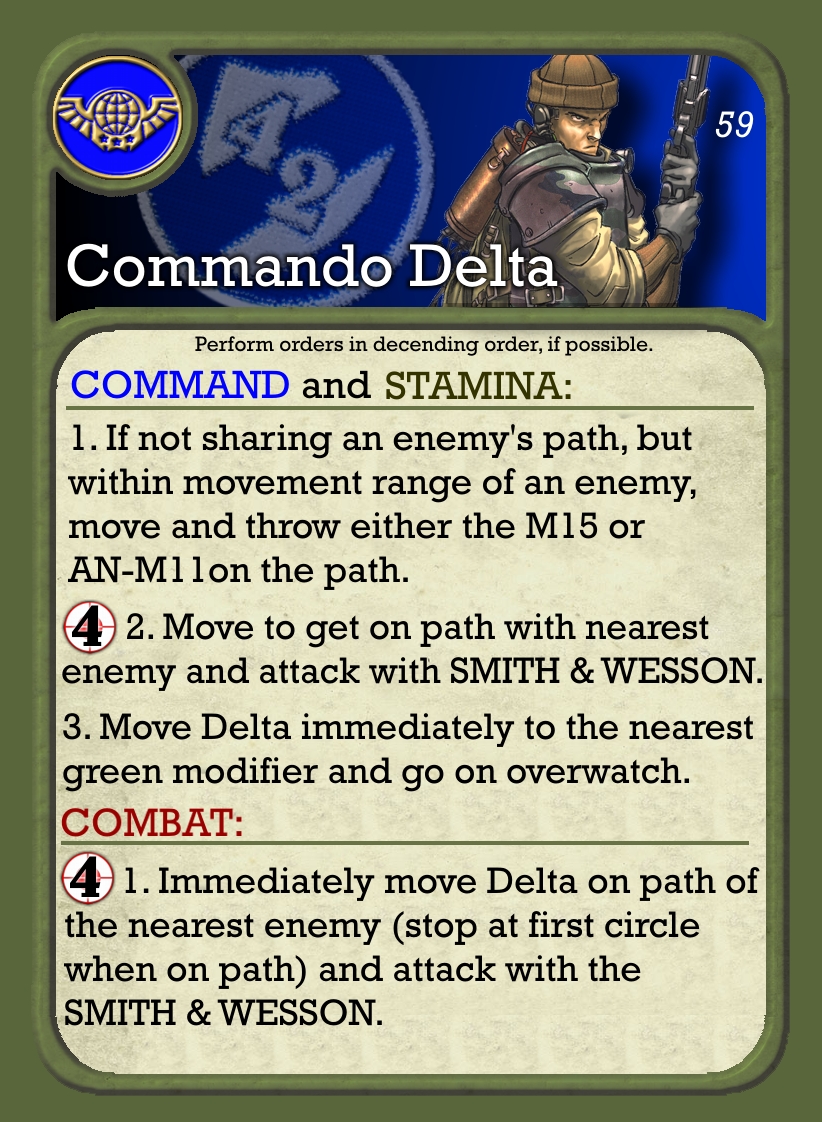 59
A2
Commando Delta
Perform orders in decending order, if possible.
COMMAND and STAMINA:
1. If not sharing an enemy's path, but
within movement range of an enemy,
move and throw either the M15 or
AN-M11on the path.
4 2. Move to get on path with nearest
enemy and attack with SMITH & WESSON.
3. Move Delta immediately to the nearest
green modifier and go on overwatch.
COMBAT:
4 1. Immediately move Delta on path of
the nearest enemy (stop at first circle
when on path) and attack with the
SMITH & WESSON.